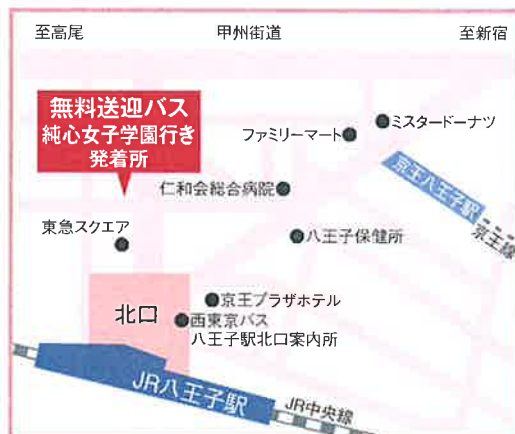 至高尾
甲州街道
至新宿
無料送迎バス
純心女子学園行き
発着所
ミスタードーナツ
ファミリーマート
京王八王子駅
仁和会総合病院
京王線
東急スクエア
八王子保健所
北口
京王プラザホテル
西東京バス
八王子駅北口案内所
JR八王子駅
JR中央線